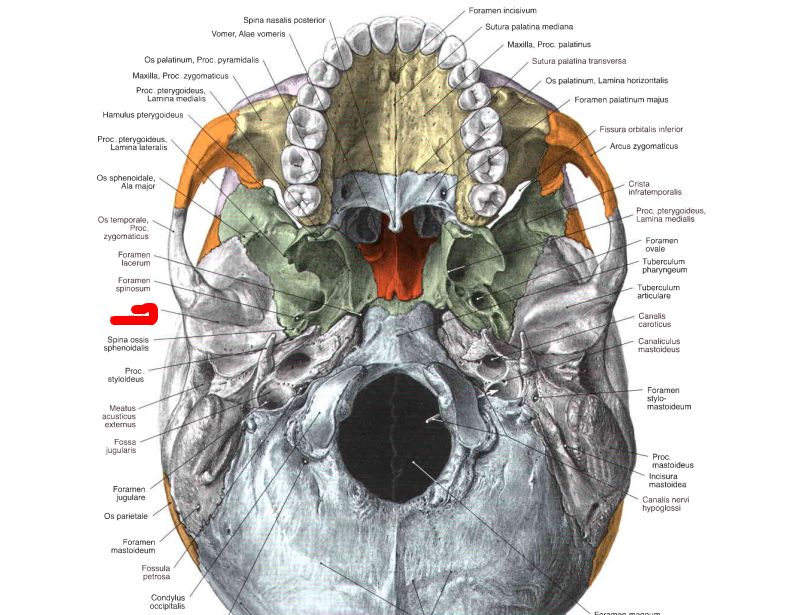 Foramen incisivum
Spina nasalis posterior
Sutura palatina mediana
Vomer, Alae vomeris
Maxilla, Proc. palatinus
Os palatinum, Proc. pyramidalis
Sutura palatina transversa
Maxilla, Proc. zygomaticus
Os palatinum, Lamina horizontalis
Proc. pterygoideus,
Lamina medialis
Foramen palatinum majus
Hamulus pterygoideus
Fissura orbitalis inferior
Proc. pterygoideus,
Lamina lateralis
Arcus zygomaticus
Os sphenoidale,
Ala major
Crista
infratemporalis
Os temporale,
Proc.
zygomaticus
Proc. pterygoideus,
Lamina medialis
Foramen
lacerum
Foramen
ovale
Foramen
spinosum
Tuberculum
pharyngeum
Tuberculum
articulare
Canalis
caroticus
Spina ossis
sphenoidalis
Canaliculus
mastoideus
Proc.
styloideus
Foramen
stylo-
mastoideum
Meatus
acusticus
externus
Fossa
jugularis
Proc.
mastoideus
Incisura
mastoidea
Foramen
jugulare
Canalis nervi
hypoglossi
Os parietale
Foramen
mastoideum
Fossula
petrosa
Condylus
occipitalis
Foramen magnum